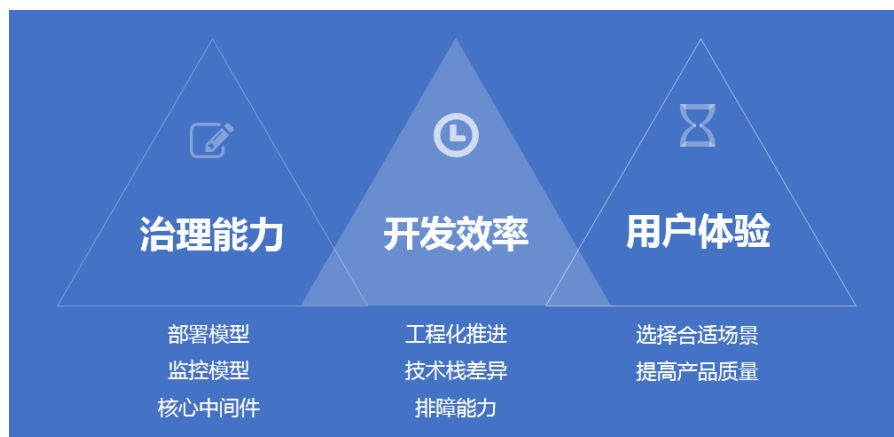 治理能力
开发效率
用户体验
部署模型
监控模型
核心中间件
工程化推进
技术栈差异
排障能力
选择合适场景
提高产品质量